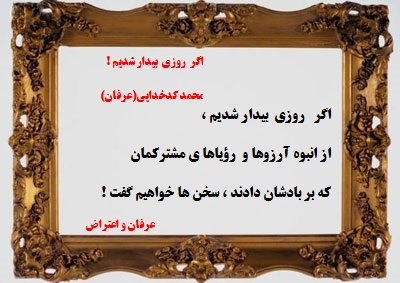 اگر روزی بیدار شدیم !
محمد کدخدایی(عرفان)
اگر روزی بیدار شدیم ،
از انبوه آرزوها و رؤیاها ی مشترکمان
که بر بادشان دادند ، سخن ها خواهیم گفت !
عرفان و اعتراض